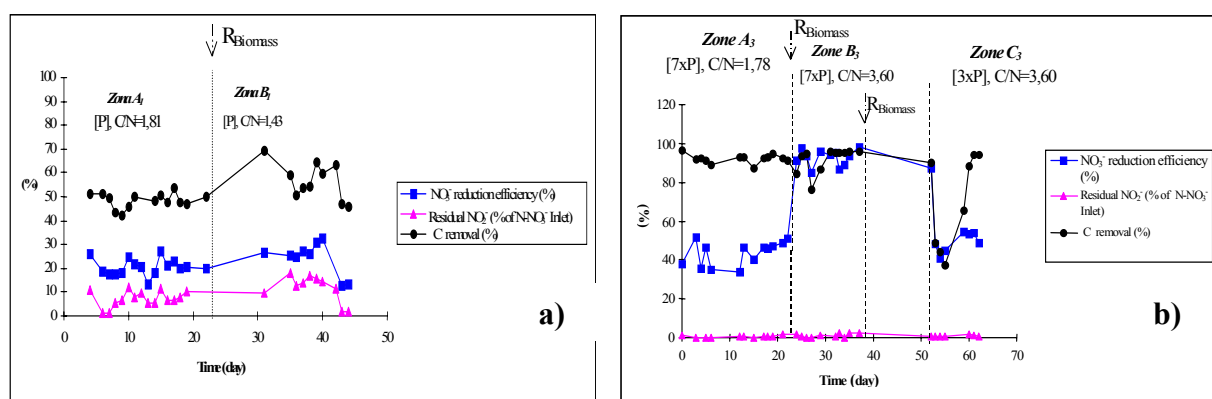 a)
R Biomass
Zona A1
[P], C/N=1,81
Zona B1
[P], C/N=1,43
100
90
80
70
60
50
40
30
20
10
0
(%)
0 10 20 30 40 50
Time (day)
NO3- reduction efficiency (%)
Residual NO2- (% of N-NO3- Inlet)
C removal (%)
b)
R Biomass
Zone A3
[7xP], C/N=1,78
Zone B3
[7xP], C/N=3,60
R Biomass
Zone C3
[3xP], C/N=3,60
120
100
80
60
40
20
0
(%)
0 10 20 30 40 50 60 70
Time (day)
NO3- reduction efficiency
(%)
Residual NO2- (% of N-NO3-
Inlet)
C removal (%)